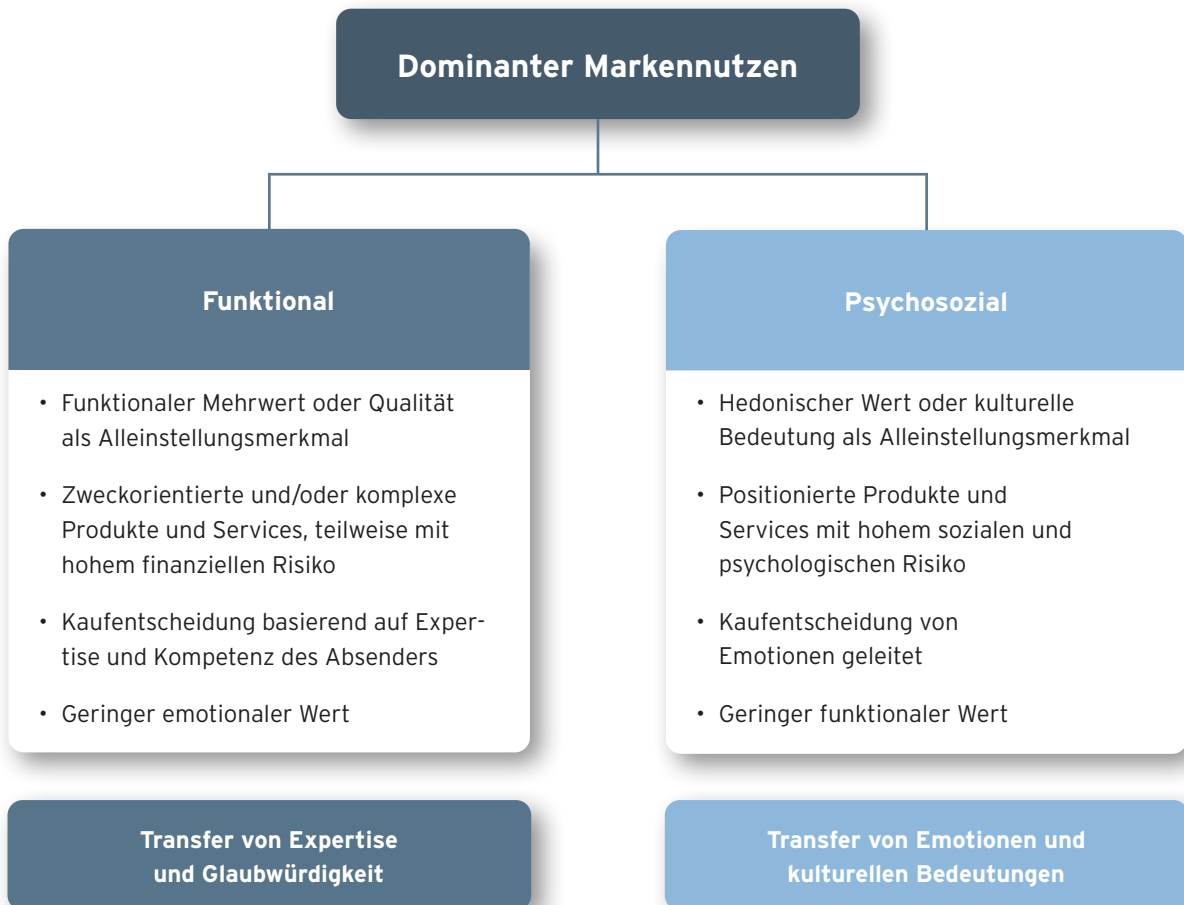 Dominanter Markennutzen
Funktional
• Funktionaler Mehrwert oder Qualität
als Alleinstellungsmerkmal
• Zweckorientierte und/oder komplexe
Produkte und Services, teilweise mit
hohem finanziellen Risiko
• Kaufentscheidung basierend auf Exper-
tise und Kompetenz des Absenders
• Geringer emotionaler Wert
Transfer von Expertise
und Glaubwürdigkeit
Psychosozial
• Hedonischer Wert oder kulturelle
Bedeutung als Alleinstellungsmerkmal
• Positionierte Produkte und
Services mit hohem sozialen und
psychologischen Risiko
• Kaufentscheidung von
Emotionen geleitet
• Geringer funktionaler Wert
Transfer von Emotionen und
kulturellen Bedeutungen